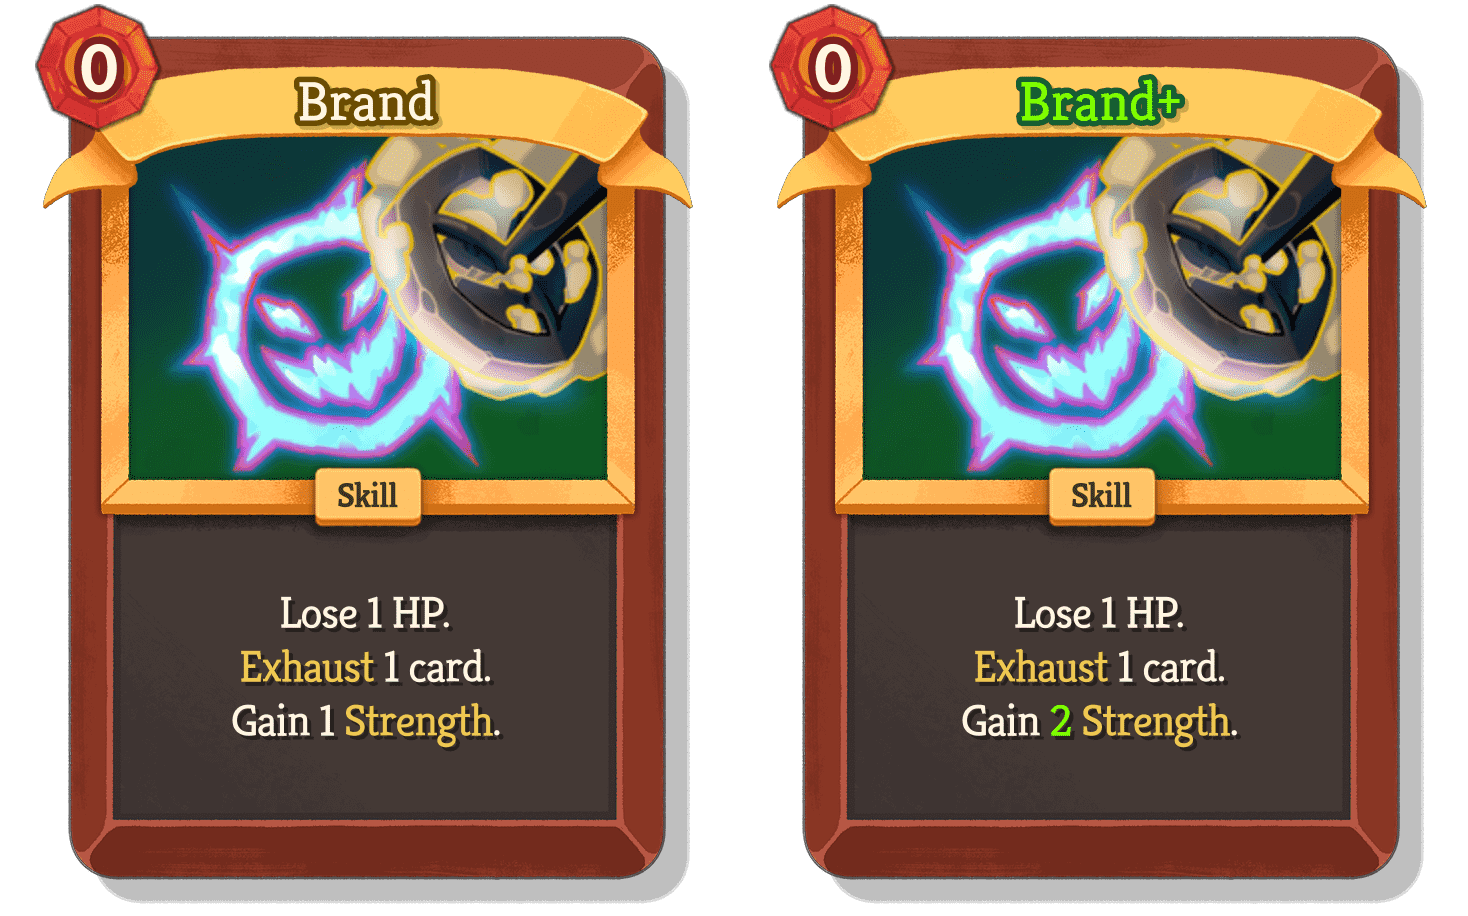 0
Brand
Skill
Lose 1 HP.
Exhaust 1 card.
Gain 1 Strength.
0
Brand+
Skill
Lose 1 HP.
Exhaust 1 card.
Gain 2 Strength.